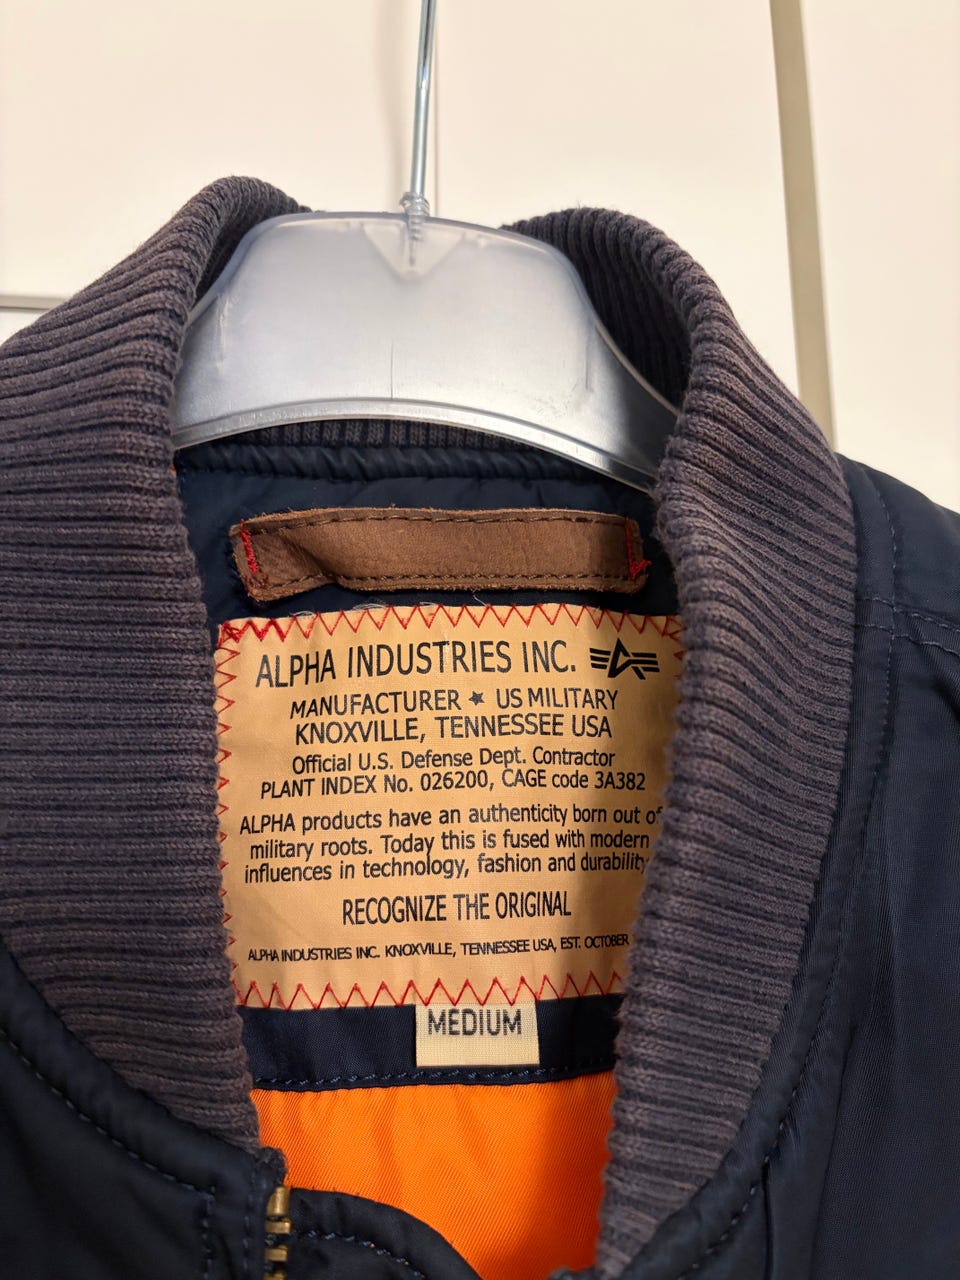 ALPHA INDUSTRIES INC.
MANUFACTURER ★ US MILITARY
KNOXVILLE, TENNESSEE USA
Official U.S. Defense Dept. Contractor
PLANT INDEX No. 026200, CAGE code 3A382
ALPHA products have an authenticity born out of
military roots. Today this is fused with modern
influences in technology, fashion and durability
RECOGNIZE THE ORIGINAL
ALPHA INDUSTRIES INC. KNOXVILLE, TENNESSEE USA, EST. OCTOBER
MEDIUM